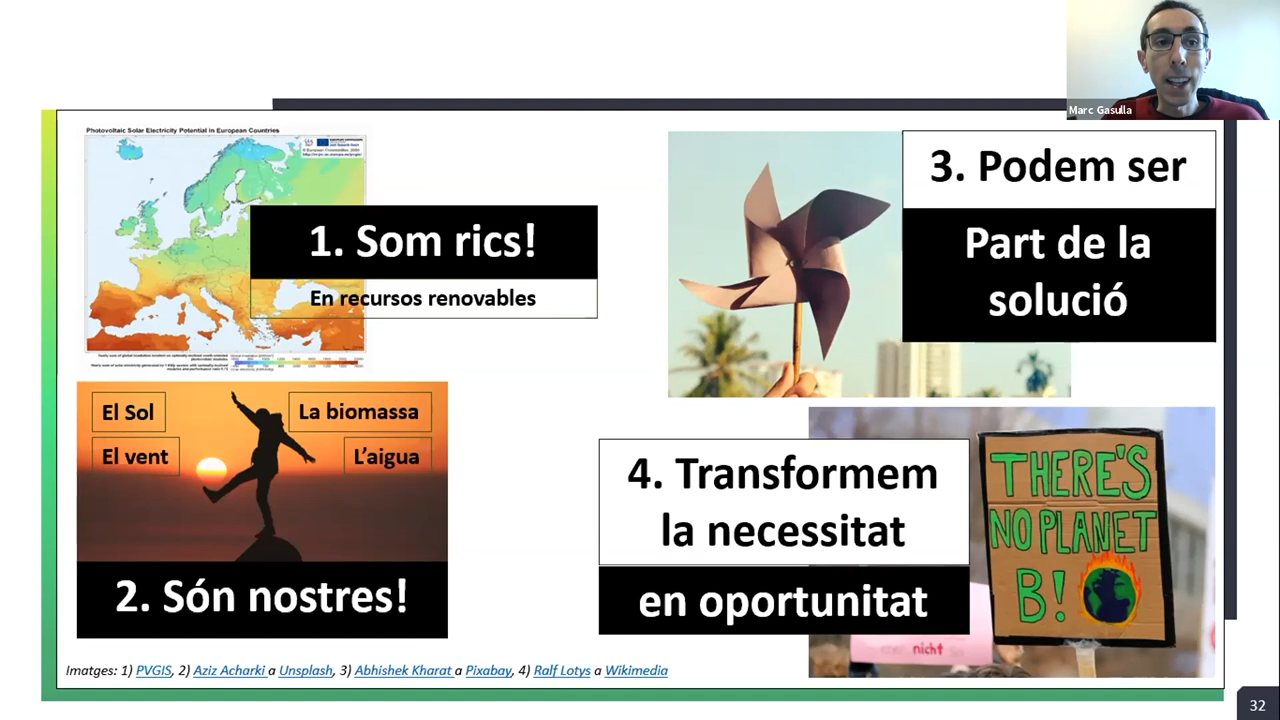 Marc Gasulla
Photovoltaic Solar Electricity Potential in European Countries
1. Som rics!
En recursos renovables
El Sol
La biomassa
El vent
L'aigua
2. Són nostres!
3. Podem ser
Part de la
solució
4. Transformem
la necessitat
en oportunitat
THERE'S
NO PLANET
B!
nicht
Imatges: 1) PVGIS, 2) Aziz Acharki a Unsplash, 3) Abhishek Kharat a Pixabay, 4) Ralf Lotys a Wikimedia
32